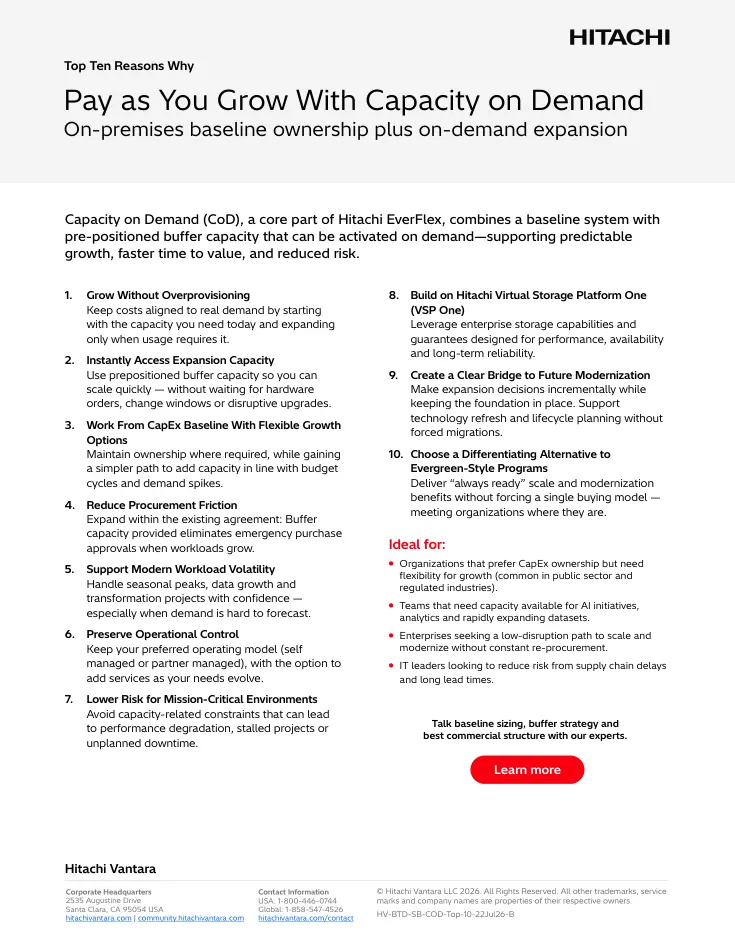 HITACHI
Top Ten Reasons Why
Pay as You Grow With Capacity on Demand
On-premises baseline ownership plus on-demand expansion
Capacity on Demand (CoD), a core part of Hitachi EverFlex, combines a baseline system with
pre-positioned buffer capacity that can be activated on demand—supporting predictable
growth, faster time to value, and reduced risk.
1. Grow Without Overprovisioning
Keep costs aligned to real demand by starting
with the capacity you need today and expanding
only when usage requires it.
2. Instantly Access Expansion Capacity
Use prepositioned buffer capacity so you can
scale quickly — without waiting for hardware
orders, change windows or disruptive upgrades.
3. Work From CapEx Baseline With Flexible Growth
Options
Maintain ownership where required, while gaining
a simpler path to add capacity in line with budget
cycles and demand spikes.
4. Reduce Procurement Friction
Expand within the existing agreement: Buffer
capacity provided eliminates emergency purchase
approvals when workloads grow.
5. Support Modern Workload Volatility
Handle seasonal peaks, data growth and
transformation projects with confidence —
especially when demand is hard to forecast.
6. Preserve Operational Control
Keep your preferred operating model (self
managed or partner managed), with the option to
add services as your needs evolve.
7. Lower Risk for Mission-Critical Environments
Avoid capacity-related constraints that can lead
to performance degradation, stalled projects or
unplanned downtime.
8. Build on Hitachi Virtual Storage Platform One
(VSP One)
Leverage enterprise storage capabilities and
guarantees designed for performance, availability
and long-term reliability.
9. Create a Clear Bridge to Future Modernization
Make expansion decisions incrementally while
keeping the foundation in place. Support
technology refresh and lifecycle planning without
forced migrations.
10. Choose a Differentiating Alternative to
Evergreen-Style Programs
Deliver “always ready” scale and modernization
benefits without forcing a single buying model —
meeting organizations where they are.
Ideal for:
• Organizations that prefer CapEx ownership but need
flexibility for growth (common in public sector and
regulated industries).
• Teams that need capacity available for AI initiatives,
analytics and rapidly expanding datasets.
• Enterprises seeking a low-disruption path to scale and
modernize without constant re-procurement.
• IT leaders looking to reduce risk from supply chain delays
and long lead times.
Talk baseline sizing, buffer strategy and
best commercial structure with our experts.
Learn more
Hitachi Vantara
Corporate Headquarters
2535 Augustine Drive
Santa Clara, CA 95054 USA
hitachivantara.com | community.hitachivantara.com
Contact Information
USA: 1-800-446-0744
Global: 1-858-547-4526
hitachivantara.com/contact
© Hitachi Vantara LLC 2026. All Rights Reserved. All other trademarks, service
marks and company names are properties of their respective owners.
HV-BTD-SB-COD-Top-10-22Jul26-B